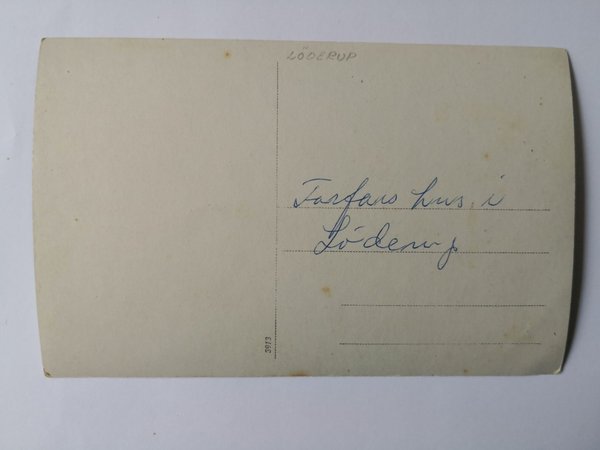 LÖDERUP
Farfars hus i
Löderup
3913